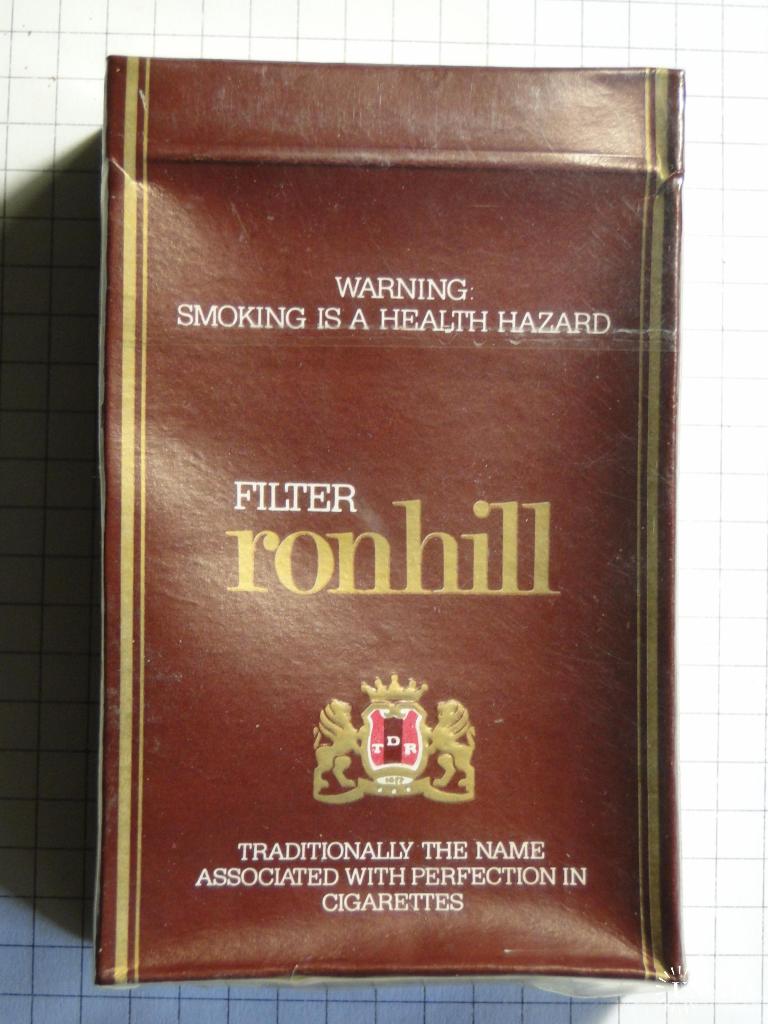 WARNING:
SMOKING IS A HEALTH HAZARD
FILTER
ronhill
TDR
TRADITIONALLY THE NAME
ASSOCIATED WITH PERFECTION IN
CIGARETTES